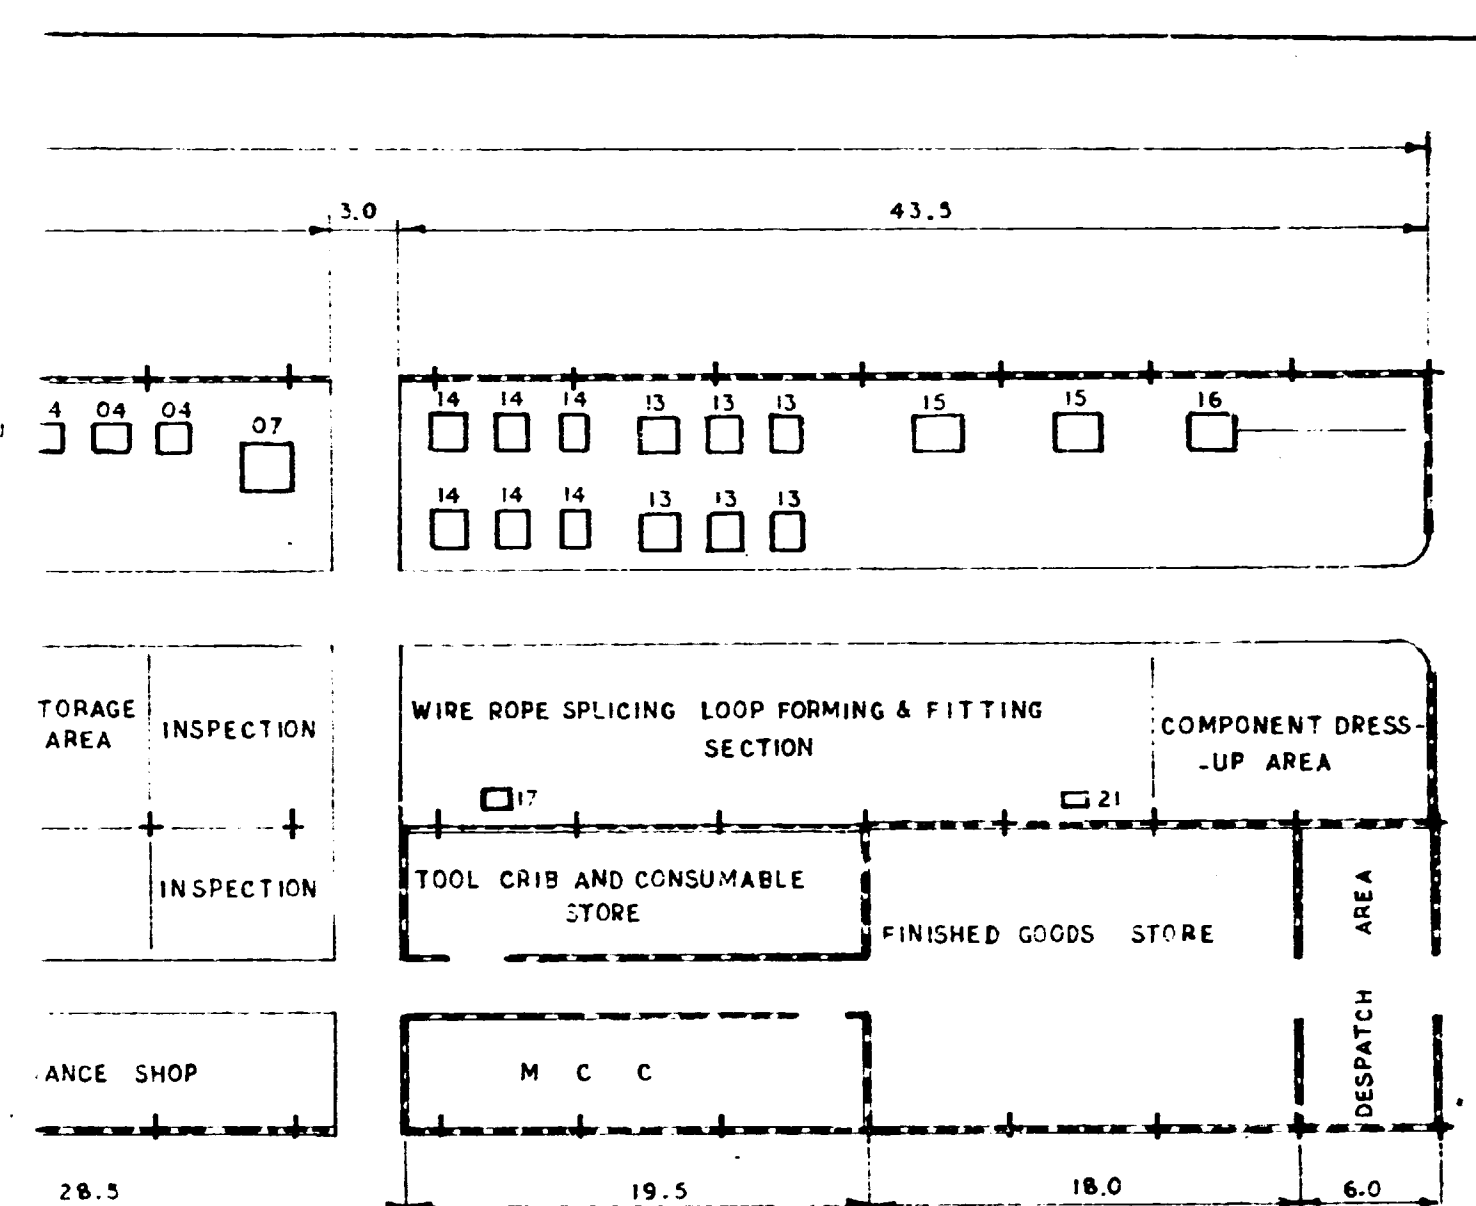 3.0 43.5
4 04 04 07 14 14 14 13 13 13 15 15 16
14 14 14 13 13 13
TORAGE
AREA
INSPECTION
WIRE ROPE SPLICING LOOP FORMING & FITTING
SECTION
COMPONENT DRESS-
-UP AREA
17 21
INSPECTION
TOOL CRIB AND CONSUMABLE
STORE
FINISHED GOODS STORE
DESPATCH AREA
ANCE SHOP
M C C
28.5 19.5 18.0 6.0